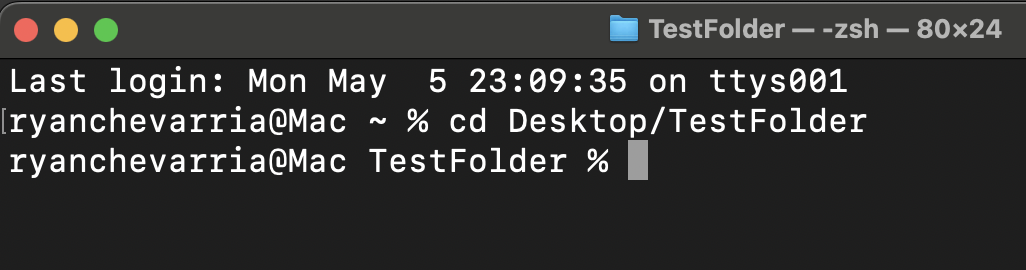 TestFolder — -zsh — 80×24
Last login: Mon May  5 23:09:35 on ttys001
[ryanchevarria@Mac ~ % cd Desktop/TestFolder
ryanchevarria@Mac TestFolder %